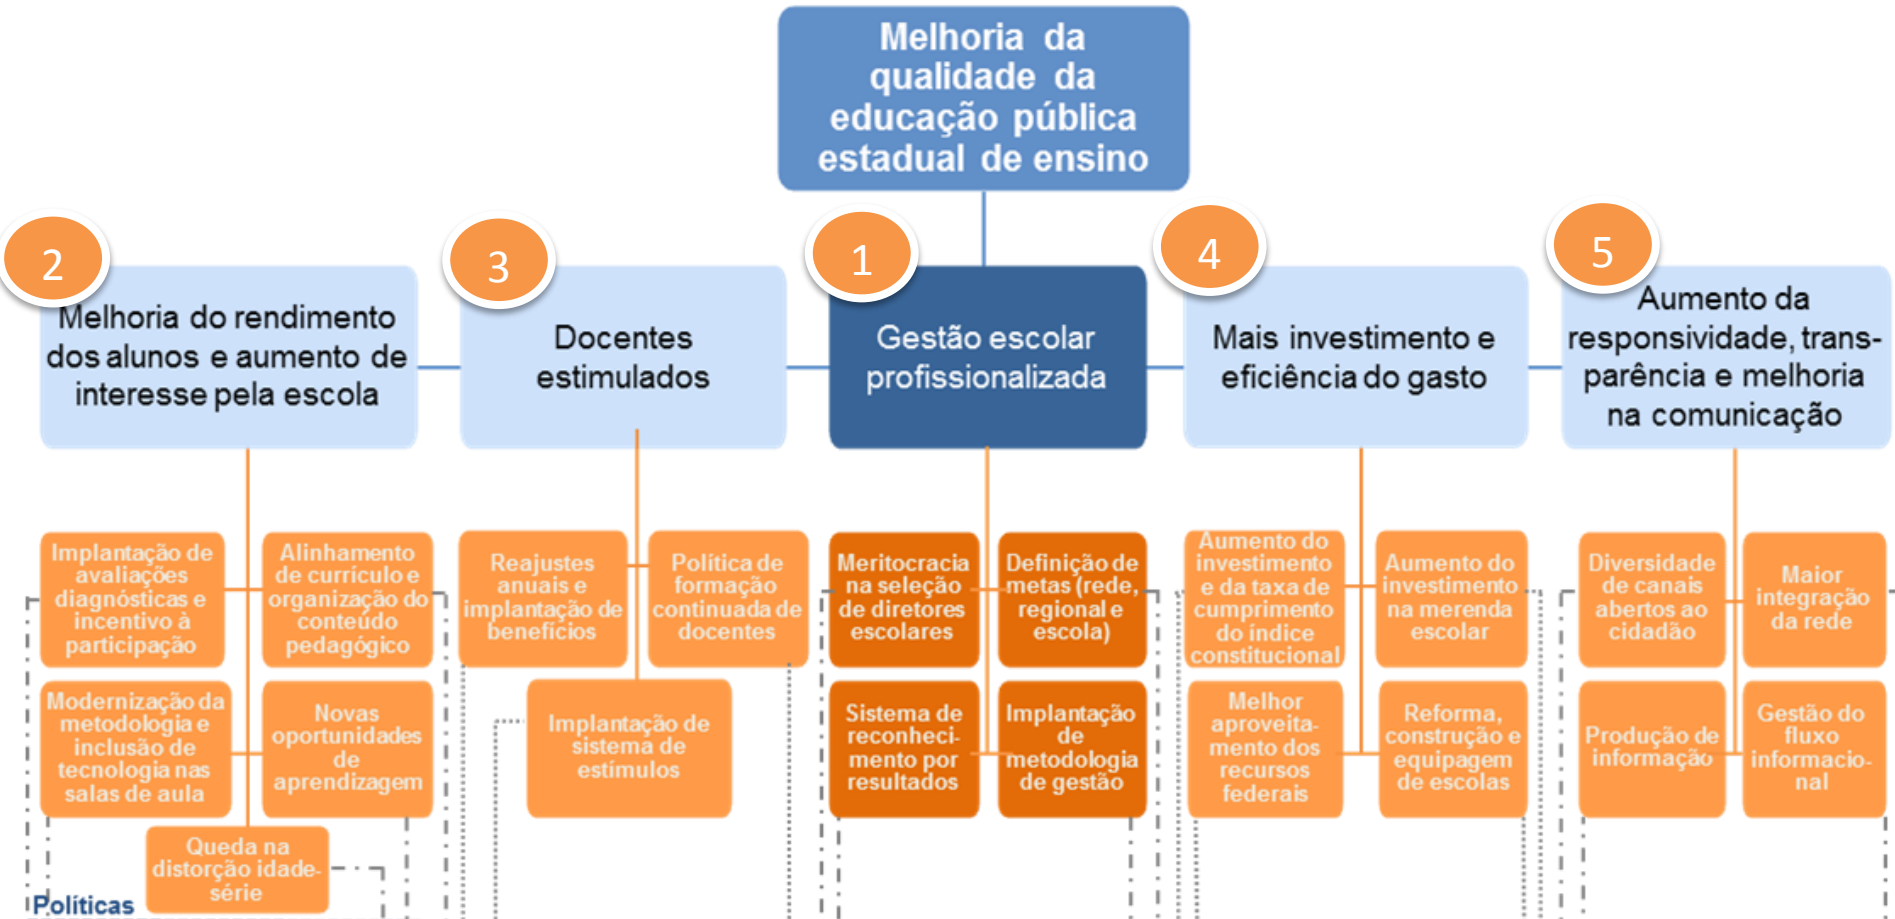 Melhoria da
qualidade da
educação pública
estadual de ensino
2
Melhoria do rendimento
dos alunos e aumento de
interesse pela escola
3
Docentes
estimulados
1
Gestão escolar
profissionalizada
4
Mais investimento e
eficiência do gasto
5
Aumento da
responsividade, trans-
parência e melhoria
na comunicação
Implantação de
avaliações
diagnósticas e
incentivo à
participação
Alinhamento
de currículo e
organização do
conteúdo
pedagógico
Modernização da
metodologia e
inclusão de
tecnologia nas
salas de aula
Novas
oportunidades
de
aprendizagem
Queda na
distorção idade-
série
Reajustes
anuais e
implantação de
benefícios
Política de
formação
continuada de
docentes
Implantação de
sistema de
estímulos
Meritocracia
na seleção
de diretores
escolares
Definição de
metas (rede,
regional e
escola)
Sistema de
reconheci-
mento por
resultados
Implantação
de
metodologia
de gestão
Aumento do
investimento
e da taxa de
cumprimento
do índice
constitucional
Aumento do
investimento
na merenda
escolar
Melhor
aproveita-
mento dos
recursos
federais
Reforma,
construção e
equipagem
de escolas
Diversidade
de canais
abertos ao
cidadão
Maior
integração
da rede
Produção de
informação
Gestão do
fluxo
informacio-
nal
Políticas